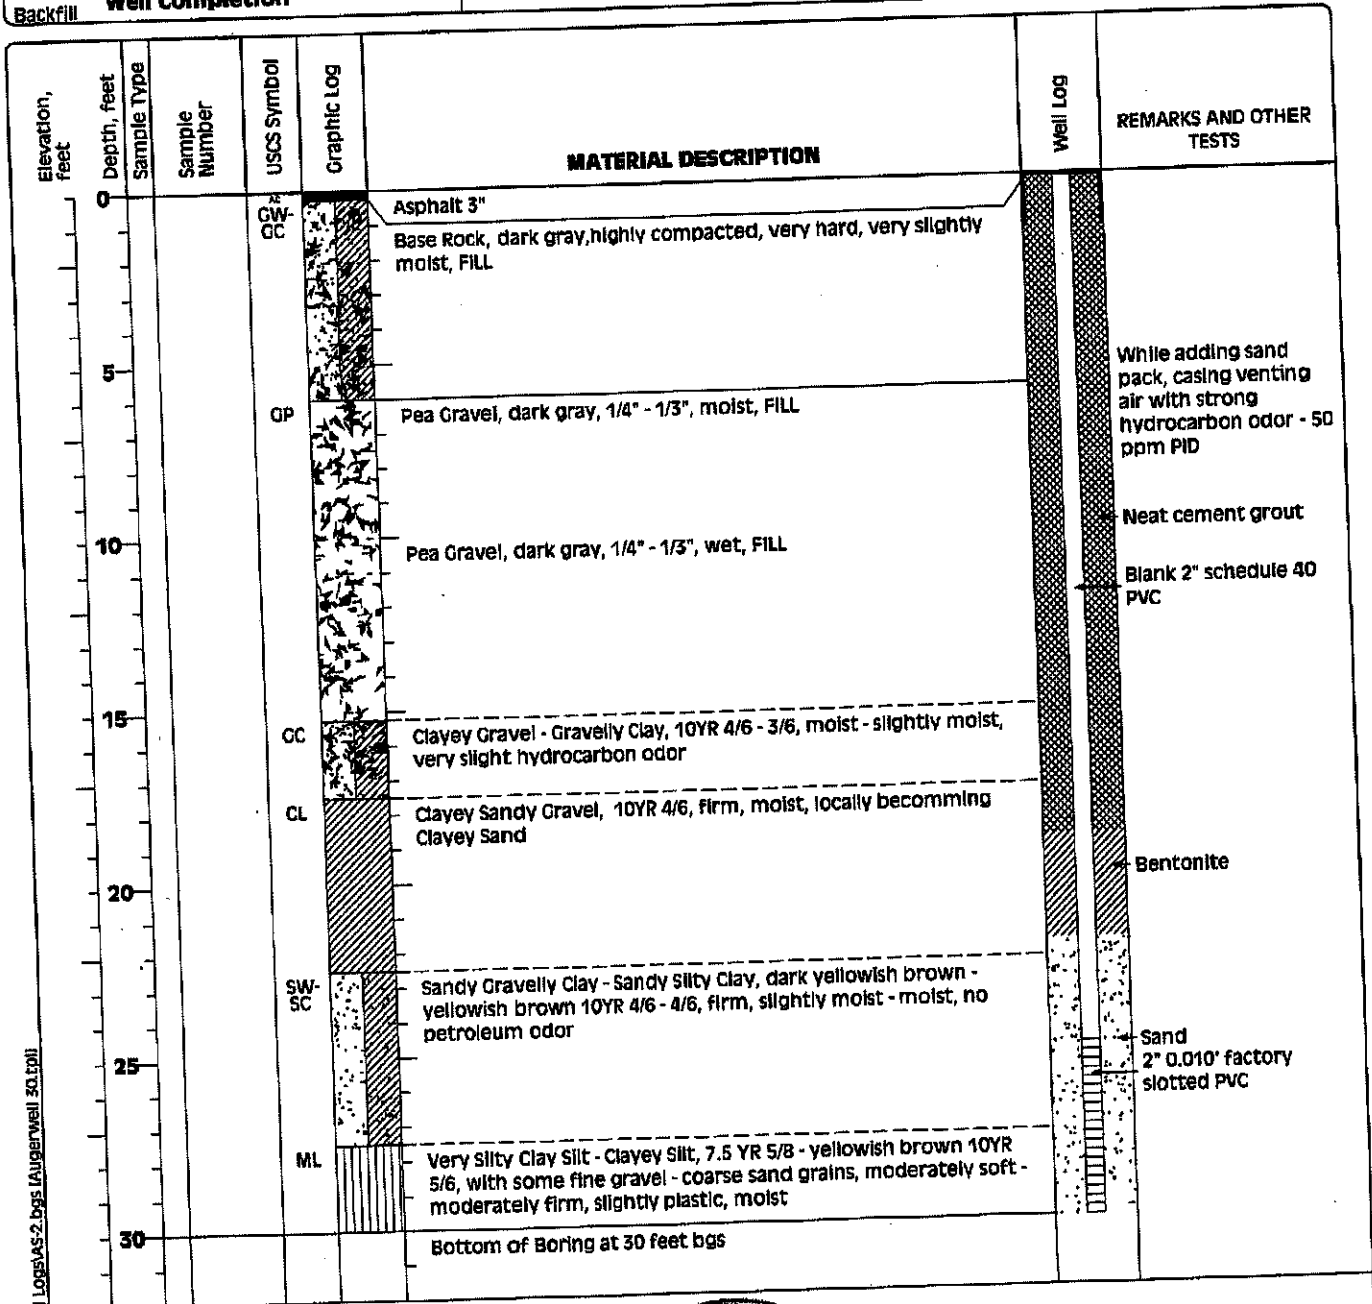 Backfill Well Completion
Elevation, feet
Depth, feet
Sample Type
Sample Number
USCS Symbol
Graphic Log
MATERIAL DESCRIPTION
Well Log
REMARKS AND OTHER TESTS
0
GW-
GC
Asphalt 3"
Base Rock, dark gray,highly compacted, very hard, very slightly
moist, FILL
5
While adding sand
pack, casing venting
air with strong
hydrocarbon odor - 50
ppm PID
GP
Pea Gravel, dark gray, 1/4" - 1/3", moist, FILL
Neat cement grout
10
Pea Gravel, dark gray, 1/4" - 1/3", wet, FILL
Blank 2" schedule 40
PVC
15
GC
Clayey Gravel - Gravelly Clay, 10YR 4/6 - 3/6, moist - slightly moist,
very slight hydrocarbon odor
CL
Clayey Sandy Gravel, 10YR 4/6, firm, moist, locally becomming
Clayey Sand
20
Bentonite
SW-
SC
Sandy Gravelly Clay - Sandy Silty Clay, dark yellowish brown -
yellowish brown 10YR 4/6 - 4/6, firm, slightly moist - moist, no
petroleum odor
25
Sand
2" 0.010" factory
slotted PVC
ML
Very Silty Clay Silt - Clayey Silt, 7.5 YR 5/8 - yellowish brown 10YR
5/6, with some fine gravel - coarse sand grains, moderately soft -
moderately firm, slightly plastic, moist
30
Bottom of Boring at 30 feet bgs
Logs\AS-2.bgs [Augerwell 30.tpl]